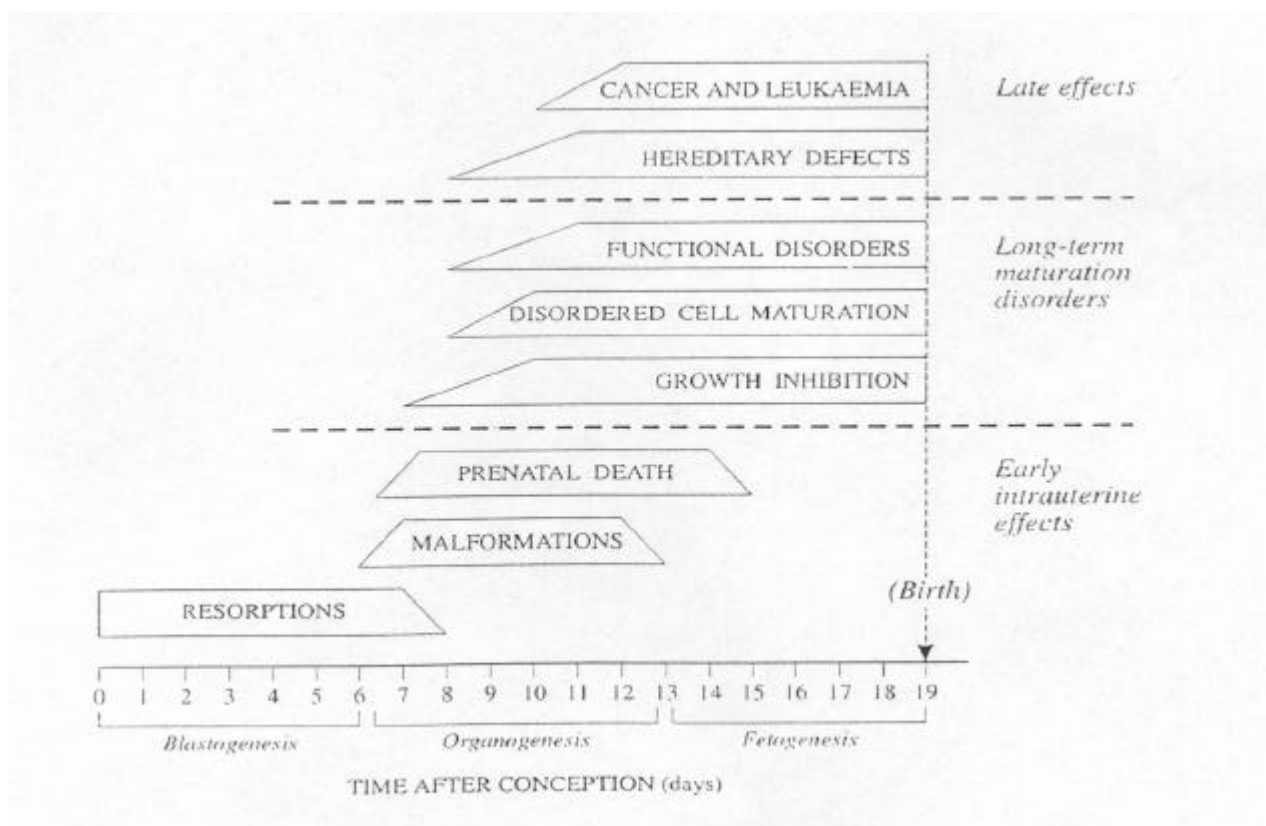 CANCER AND LEUKAEMIA
Late effects
HEREDITARY DEFECTS
FUNCTIONAL DISORDERS
Long-term
maturation
disorders
DISORDERED CELL MATURATION
GROWTH INHIBITION
PRENATAL DEATH
Early
intrauterine
effects
MALFORMATIONS
(Birth)
RESORPTIONS
0 1 2 3 4 5 6 7 8 9 10 11 12 13 14 15 16 17 18 19
Blastogenesis Organogenesis Fetogenesis
TIME AFTER CONCEPTION (days)